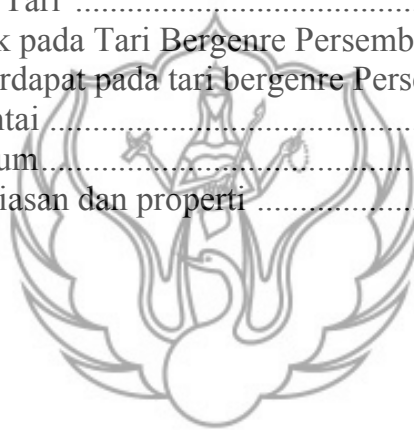 Tari ...............................................
k pada Tari Bergenre Persemb
rdapat pada tari bergenre Perse
ntai ...............................................
um...............................................
iasan dan properti ..........................